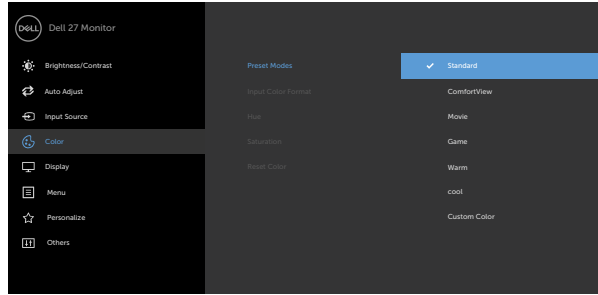 DELL Dell 27 Monitor
Brightness/Contrast Preset Modes Standard
Auto Adjust Input Color Format ComfortView
Input Source Hue Movie
Color Saturation Game
Display Reset Color Warm
Menu cool
Personalize Custom Color
Others